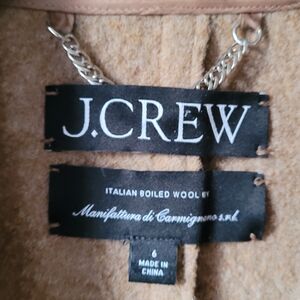 J.CREW
ITALIAN BOILED WOOL BY
Manifattura di Carmignano s.r.l.
6
MADE IN
CHINA